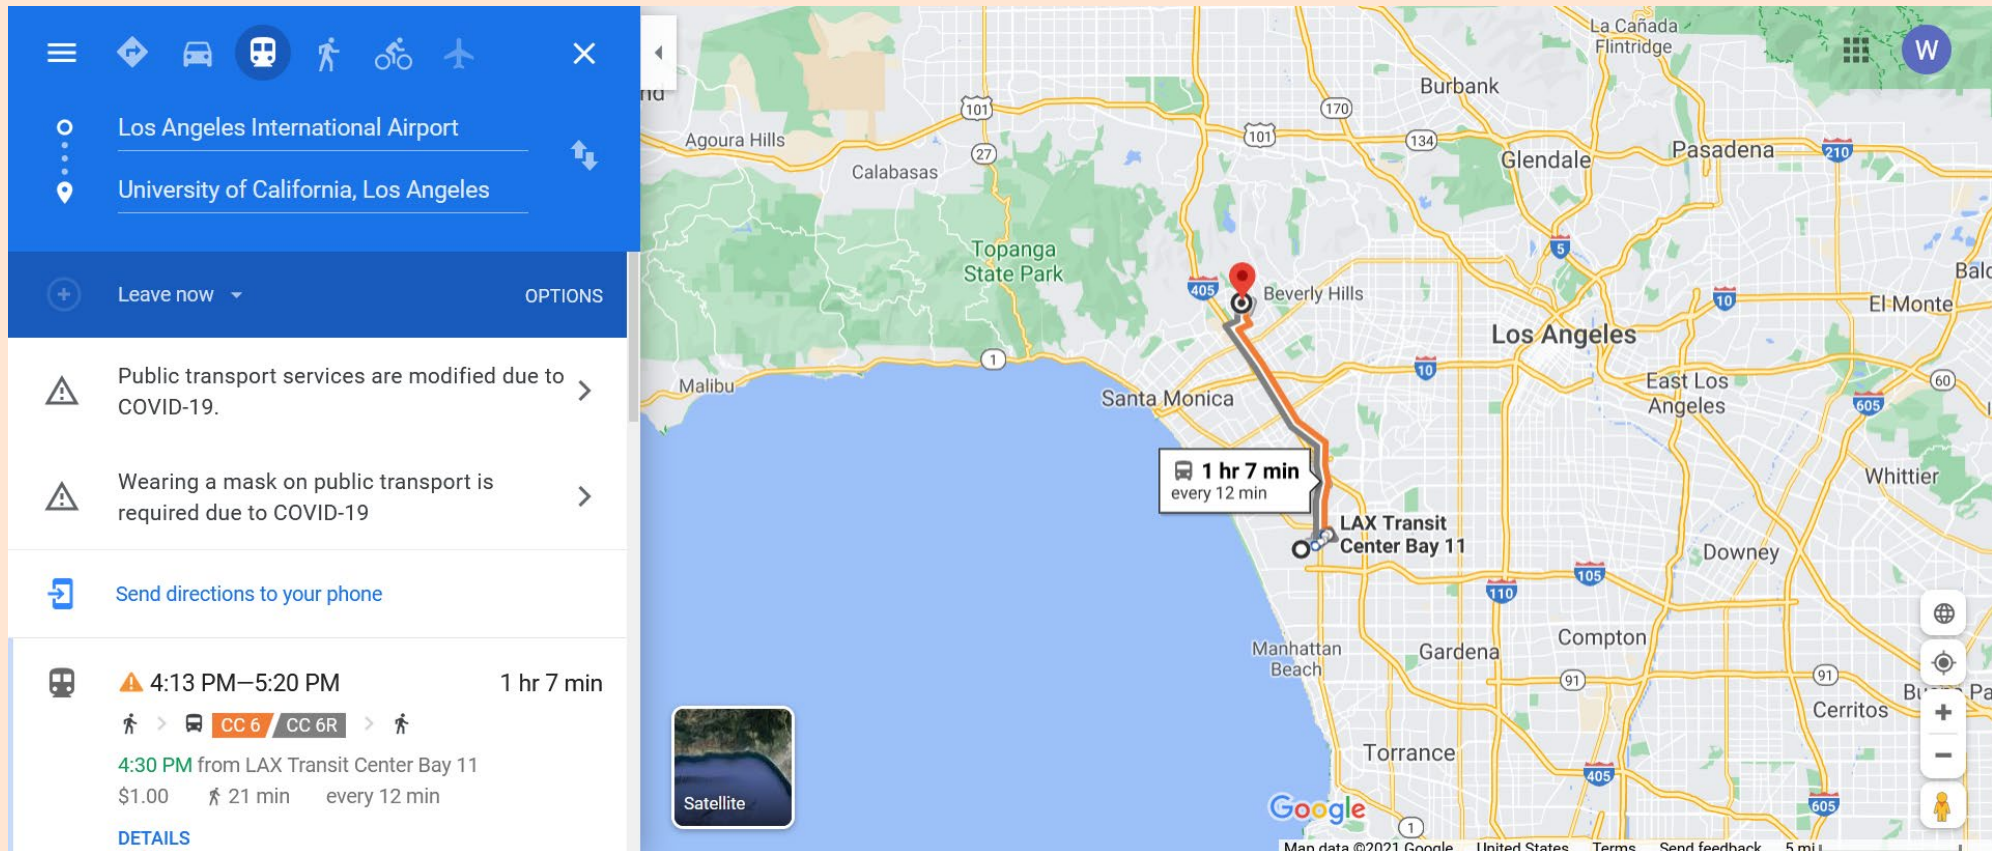 Los Angeles International Airport
University of California, Los Angeles
Leave now
OPTIONS
Public transport services are modified due to
COVID-19.
Wearing a mask on public transport is
required due to COVID-19
Send directions to your phone
4:13 PM—5:20 PM
1 hr 7 min
CC 6
CC 6R
4:30 PM from LAX Transit Center Bay 11
$1.00
21 min
every 12 min
DETAILS
La Cañada
Flintridge
W
Burbank
101
170
Agoura Hills
101
134
27
Glendale
Pasadena
210
Calabasas
Topanga
State Park
5
405
Beverly Hills
10
El Monte
Los Angeles
1
10
Malibu
Santa Monica
East Los
Angeles
60
605
1 hr 7 min
every 12 min
Whittier
LAX Transit
Center Bay 11
Downey
105
110
Manhattan
Beach
Gardena
Compton
91
91
Cerritos
Torrance
405
605
Satellite
Google
1
Map data ©2021 Google
United States
Terms
Send feedback
5 mi